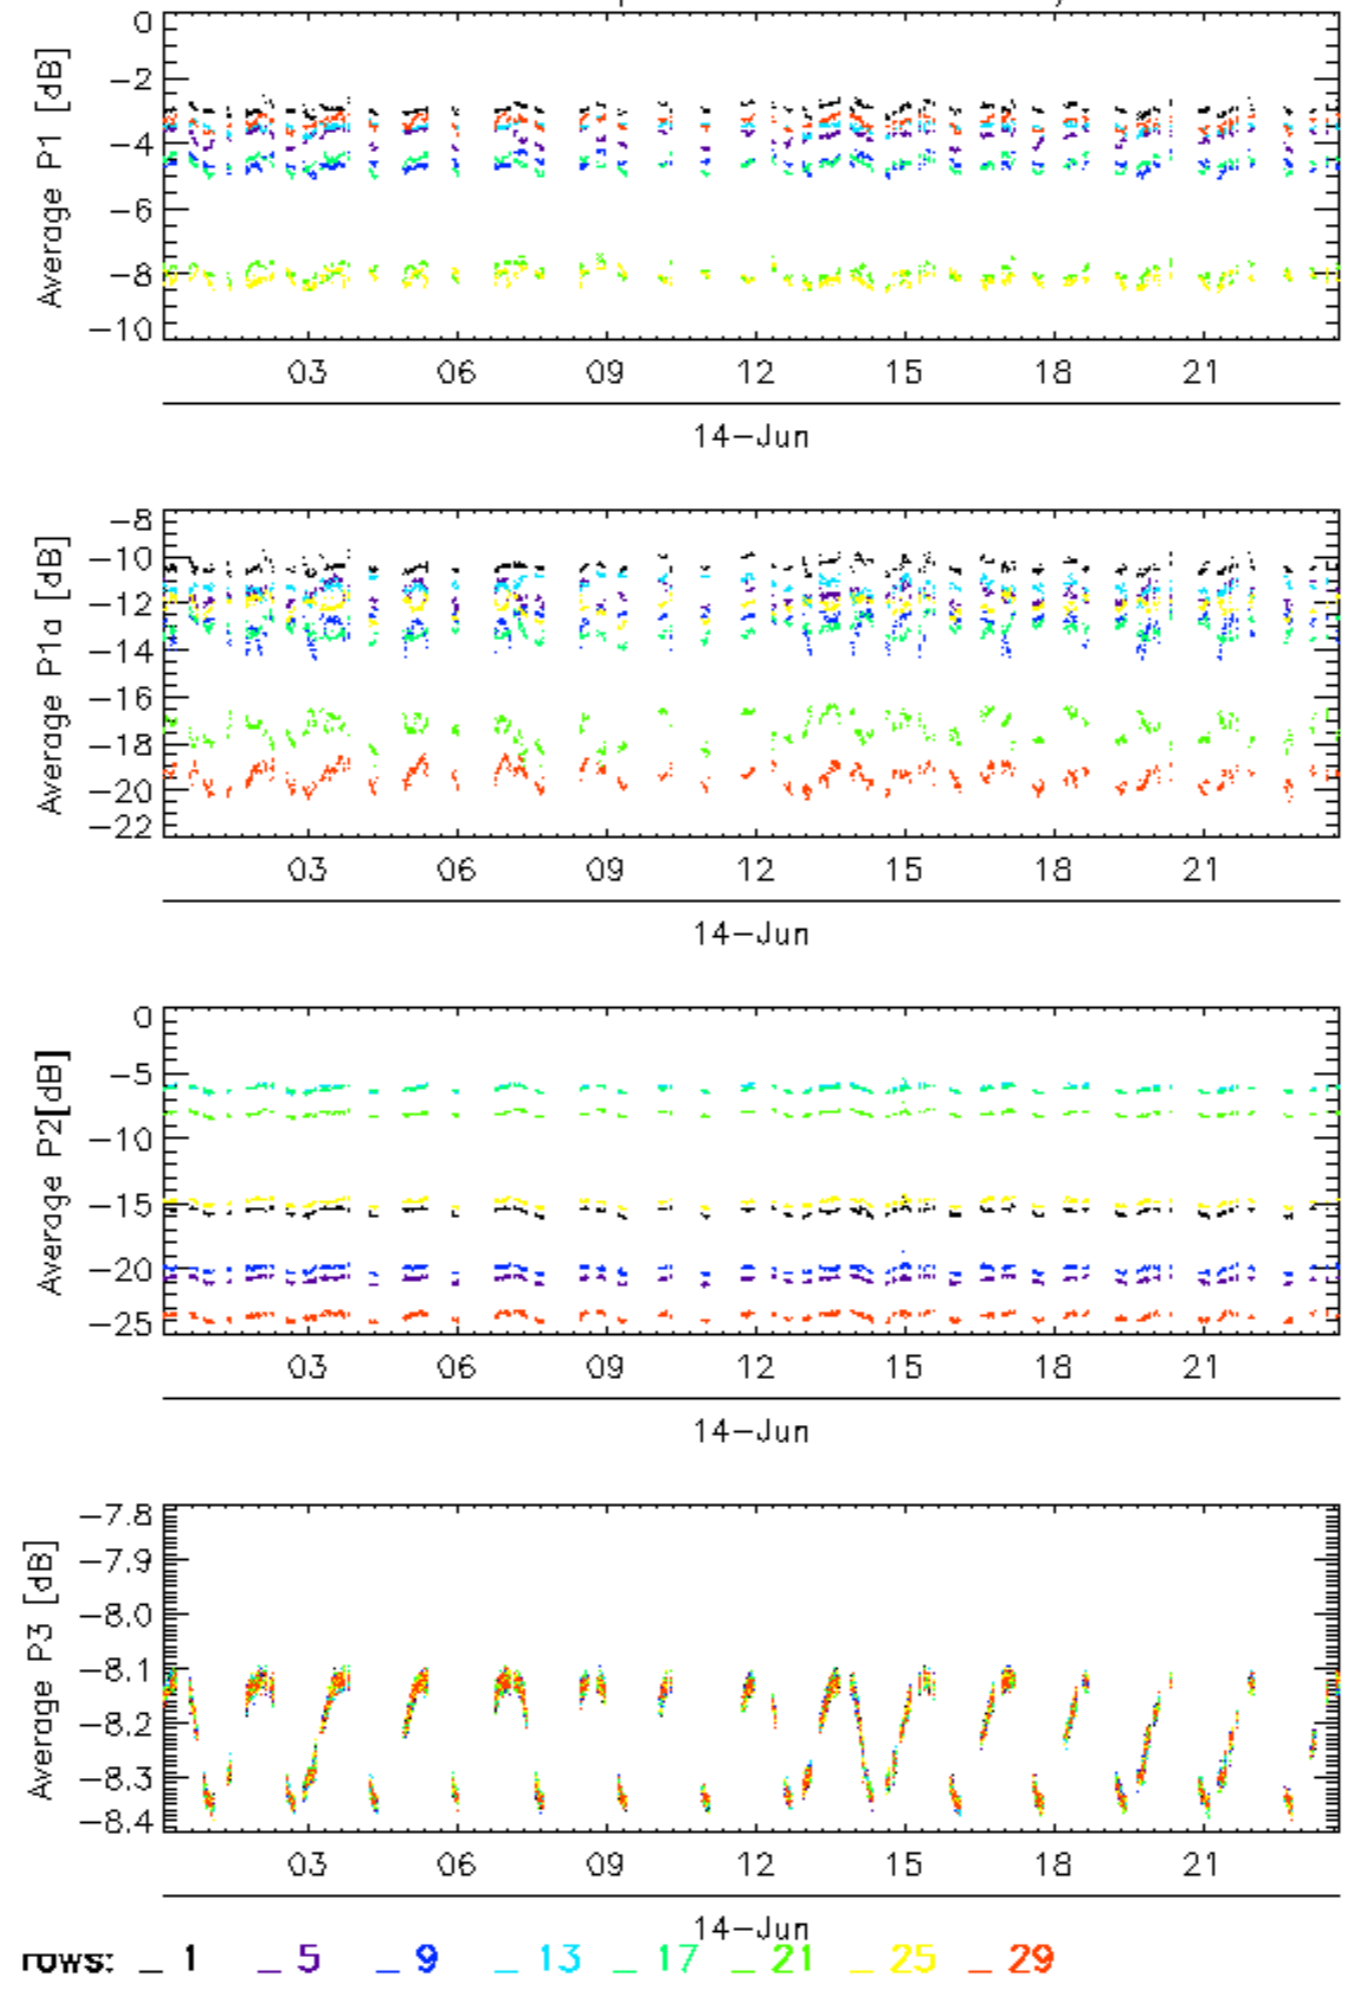 0
−2
−4
−6
−8
−10
Average P1 [dB]
03 06 09 12 15 18 21
14−Jun
−8
−10
−12
−14
−16
−18
−20
−22
Average P1a [dB]
03 06 09 12 15 18 21
14−Jun
0
−5
−10
−15
−20
−25
Average P2[dB]
03 06 09 12 15 18 21
14−Jun
−7.8
−7.9
−8.0
−8.1
−8.2
−8.3
−8.4
Average P3 [dB]
03 06 09 12 15 18 21
14−Jun
rows: _ 1 _ 5 _ 9 _ 13 _ 17 _ 21 _ 25 _ 29